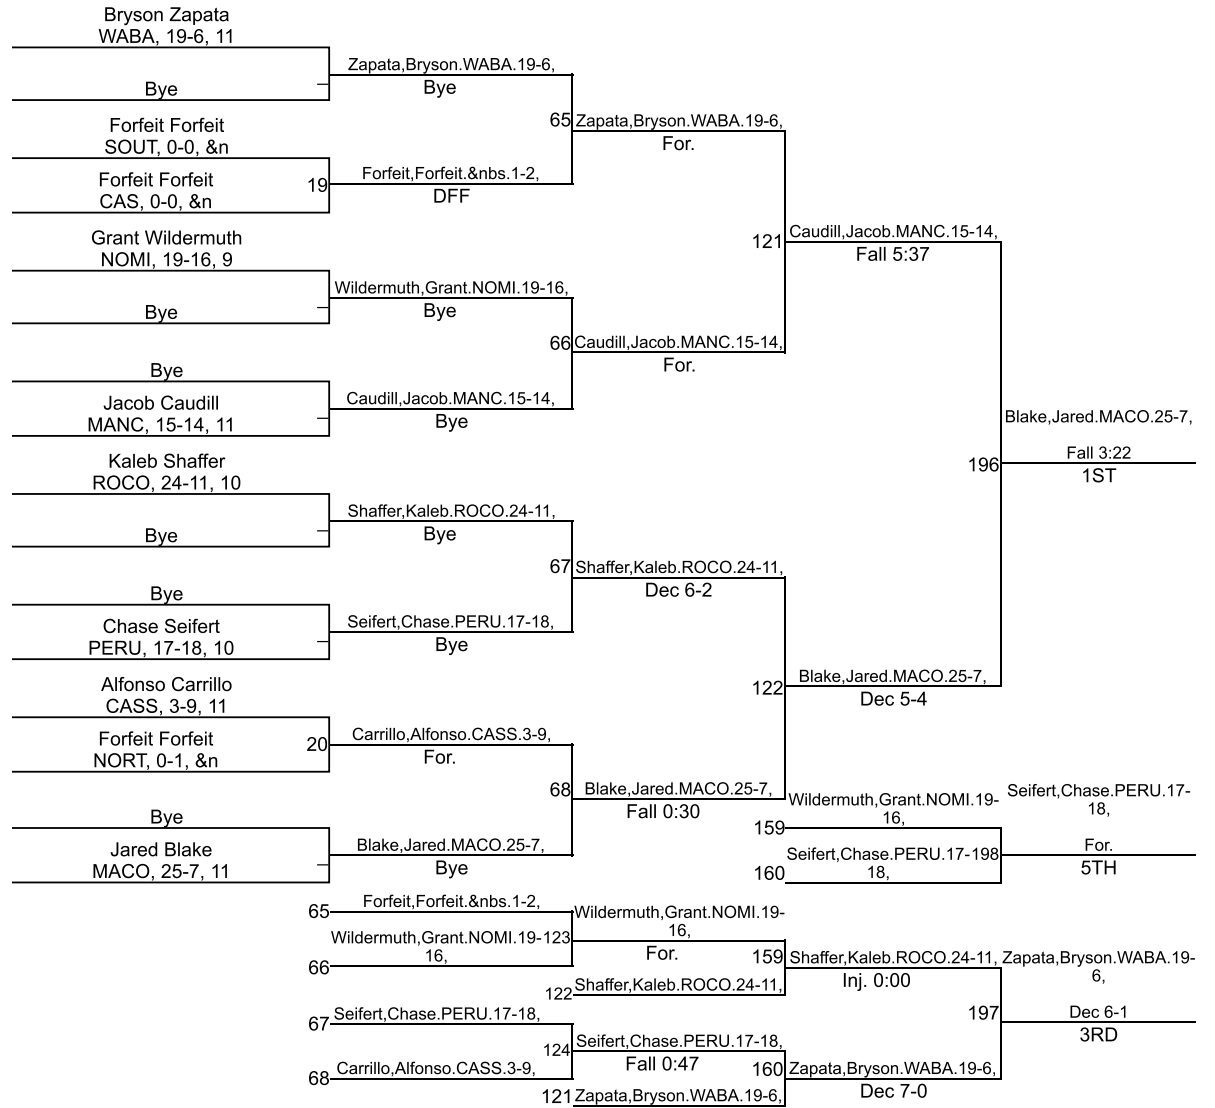 Bryson Zapata
WABA, 19-6, 11
Zapata,Bryson.WABA.19-6,
Bye
Bye
65
Zapata,Bryson.WABA.19-6,
For.
Forfeit Forfeit
SOUT, 0-0, &n
19
Forfeit,Forfeit.&nbs.1-2,
DFF
Forfeit Forfeit
CAS, 0-0, &n
121
Caudill,Jacob.MANC.15-14,
Fall 5:37
Grant Wildermuth
NOMI, 19-16, 9
Wildermuth,Grant.NOMI.19-16,
Bye
Bye
66
Caudill,Jacob.MANC.15-14,
For.
Bye
Caudill,Jacob.MANC.15-14,
Bye
Jacob Caudill
MANC, 15-14, 11
Blake,Jared.MACO.25-7,
196
Fall 3:22
1ST
Kaleb Shaffer
ROCO, 24-11, 10
Shaffer,Kaleb.ROCO.24-11,
Bye
Bye
67
Shaffer,Kaleb.ROCO.24-11,
Dec 6-2
Bye
Seifert,Chase.PERU.17-18,
Bye
Chase Seifert
PERU, 17-18, 10
122
Blake,Jared.MACO.25-7,
Dec 5-4
Alfonso Carrillo
CASS, 3-9, 11
20
Carrillo,Alfonso.CASS.3-9,
For.
Forfeit Forfeit
NORT, 0-1, &n
68
Blake,Jared.MACO.25-7,
Fall 0:30
Bye
Blake,Jared.MACO.25-7,
Bye
Jared Blake
MACO, 25-7, 11
159
Wildermuth,Grant.NOMI.19-
16,
160
Seifert,Chase.PERU.17-
18,
198
Seifert,Chase.PERU.17-
18,
For.
5TH
65
Forfeit,Forfeit.&nbs.1-2,
66
Wildermuth,Grant.NOMI.19-
16,
123
Wildermuth,Grant.NOMI.19-
16,
For.
122
Shaffer,Kaleb.ROCO.24-11,
159
Shaffer,Kaleb.ROCO.24-11,
Inj. 0:00
67
Seifert,Chase.PERU.17-18,
68
Carrillo,Alfonso.CASS.3-9,
124
Seifert,Chase.PERU.17-18,
Fall 0:47
121
Zapata,Bryson.WABA.19-6,
160
Zapata,Bryson.WABA.19-6,
Dec 7-0
197
Zapata,Bryson.WABA.19-
6,
Dec 6-1
3RD